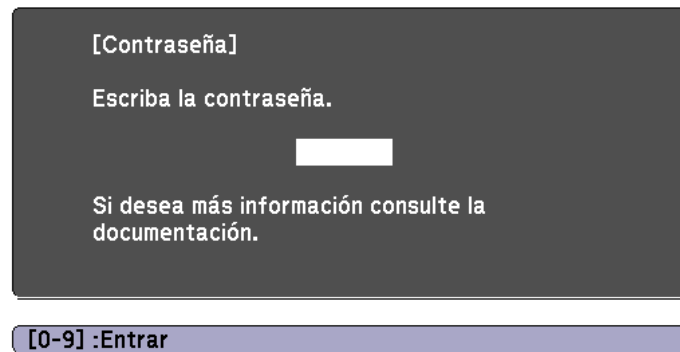 [Contraseña]
Escriba la contraseña.
Si desea más información consulte la
documentación.
[0-9] :Entrar